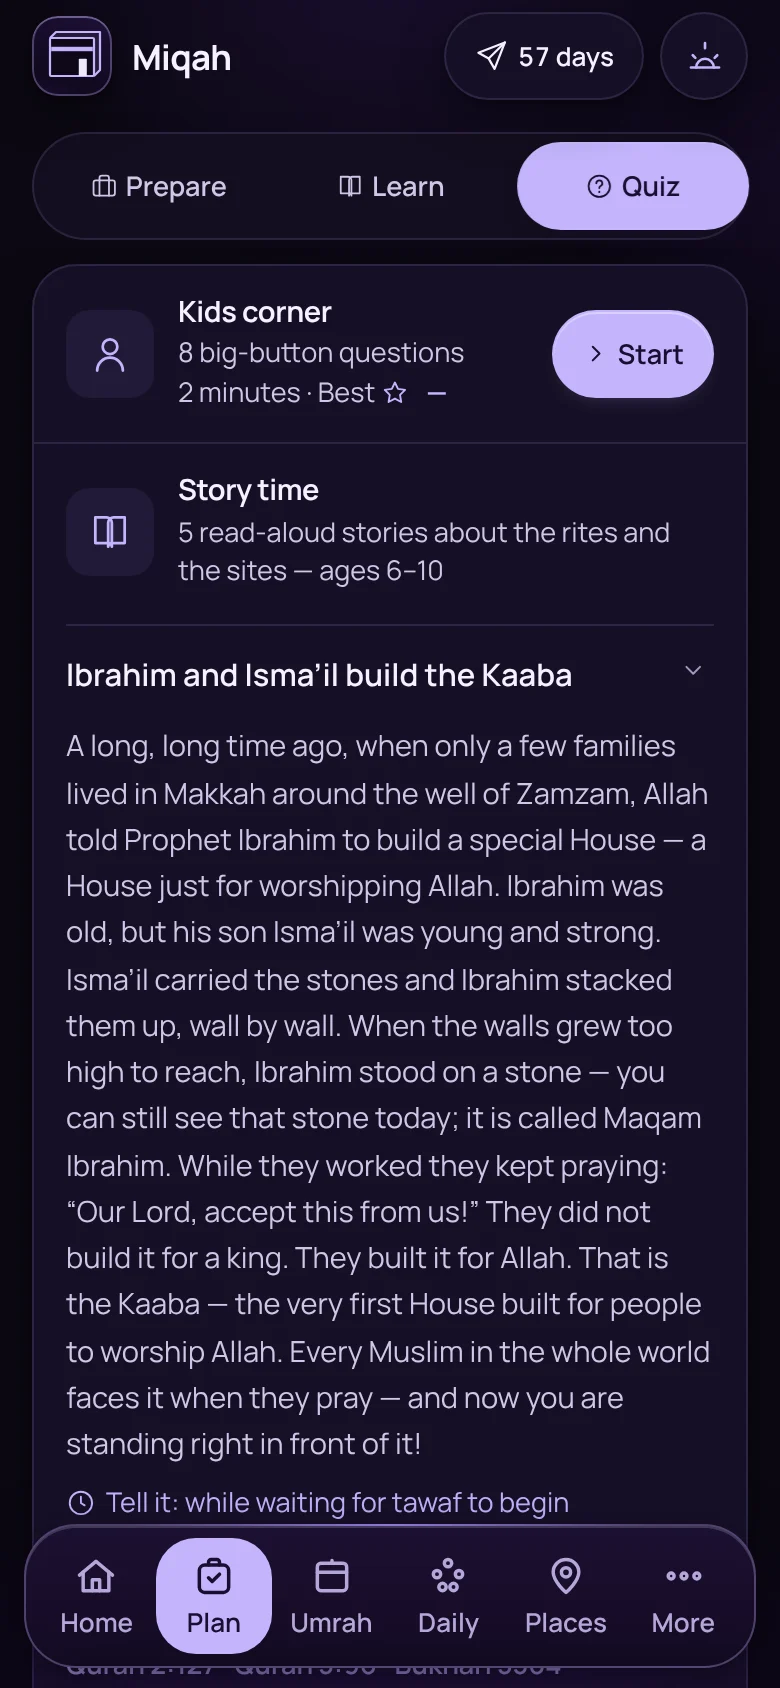 Miqah
57 days
Prepare
Learn
Quiz
Kids corner
8 big-button questions
2 minutes · Best —
Start
Story time
5 read-aloud stories about the rites and
the sites — ages 6–10
Ibrahim and Isma’il build the Kaaba
A long, long time ago, when only a few families
lived in Makkah around the well of Zamzam, Allah
told Prophet Ibrahim to build a special House — a
House just for worshipping Allah. Ibrahim was
old, but his son Isma’il was young and strong.
Isma’il carried the stones and Ibrahim stacked
them up, wall by wall. When the walls grew too
high to reach, Ibrahim stood on a stone — you
can still see that stone today; it is called Maqam
Ibrahim. While they worked they kept praying:
“Our Lord, accept this from us!” They did not
build it for a king. They built it for Allah. That is
the Kaaba — the very first House built for people
to worship Allah. Every Muslim in the whole world
faces it when they pray — and now you are
standing right in front of it!
Tell it: while waiting for tawaf to begin
Home
Plan
Umrah
Daily
Places
More